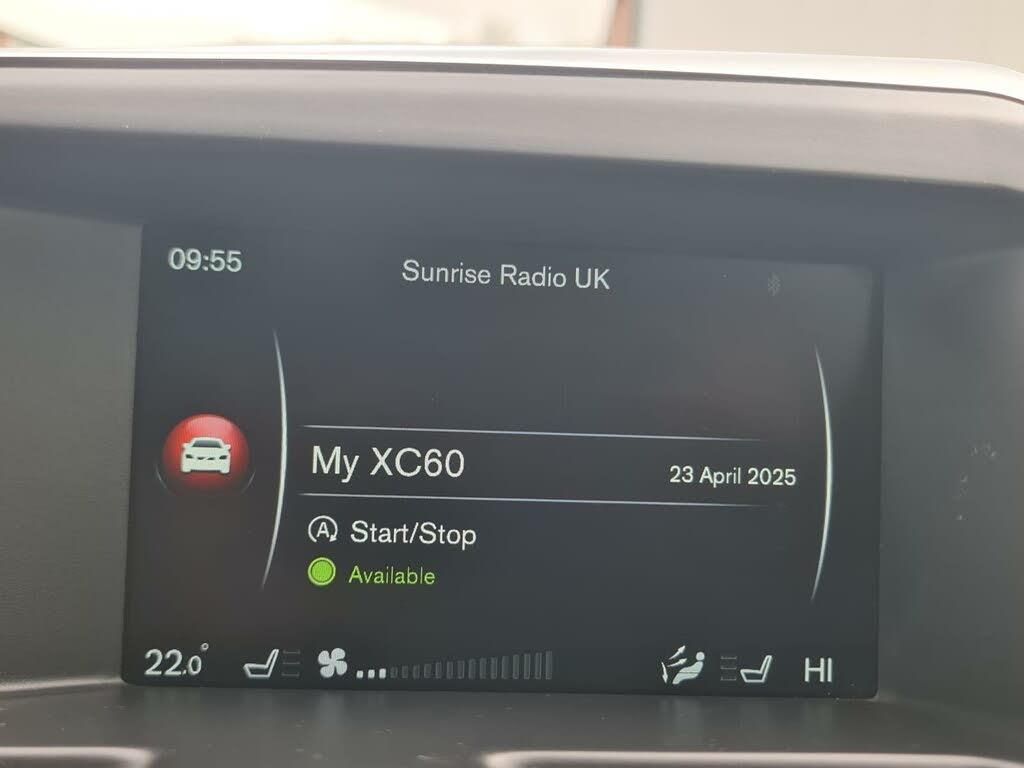 09:55
Sunrise Radio UK
My XC60
23 April 2025
A Start/Stop
Available
22.0°
HI